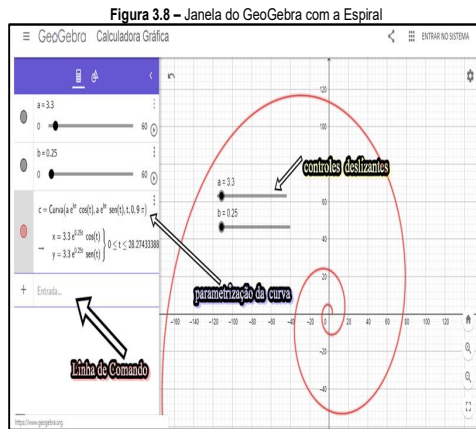 Figura 3.8 – Janela do GeoGebra com a Espiral
GeoGebra Calculadora Gráfica
ENTRAR NO SISTEMA
a = 3.3
0 60
b = 0.25
0 60
c = Curva(a e^bt cos(t), a e^bt sen(t), t, 0, 9 π)
→ x = 3.3 e^0.25t cos(t)
y = 3.3 e^0.25t sen(t)
} 0 ≤ t ≤ 28.27433388
+ Entrada...
Linha de Comando
parametrização da curva
controles deslizantes
a = 3.3
b = 0.25
120
100
80
60
40
20
-160 -140 -120 -100 -80 -60 -40 -20 0 20 40 60 80 100 120
-20
-40
https://www.geogebra.org